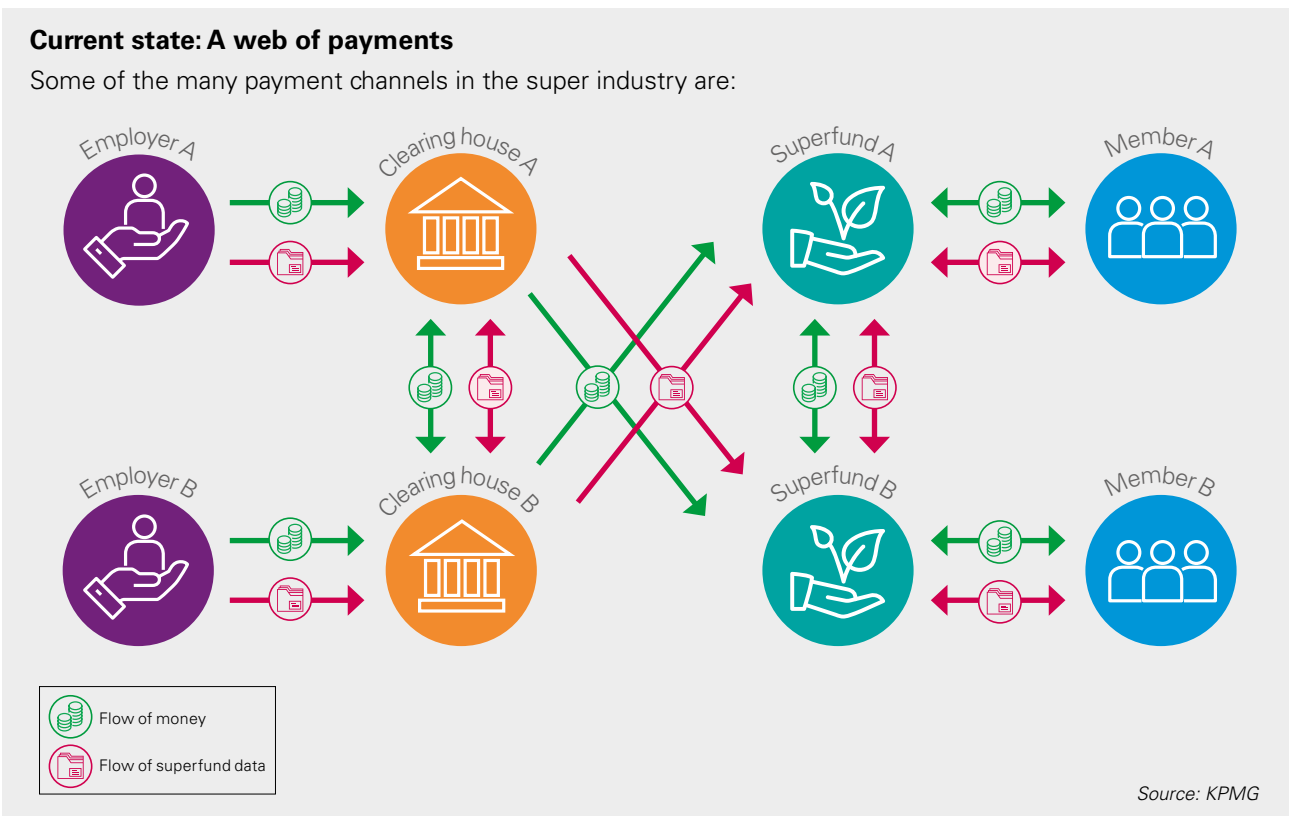 Current state: A web of payments
Some of the many payment channels in the super industry are:
Employer A
Clearing house A
Superfund A
Member A
Employer B
Clearing house B
Superfund B
Member B
Flow of money
Flow of superfund data
Source: KPMG